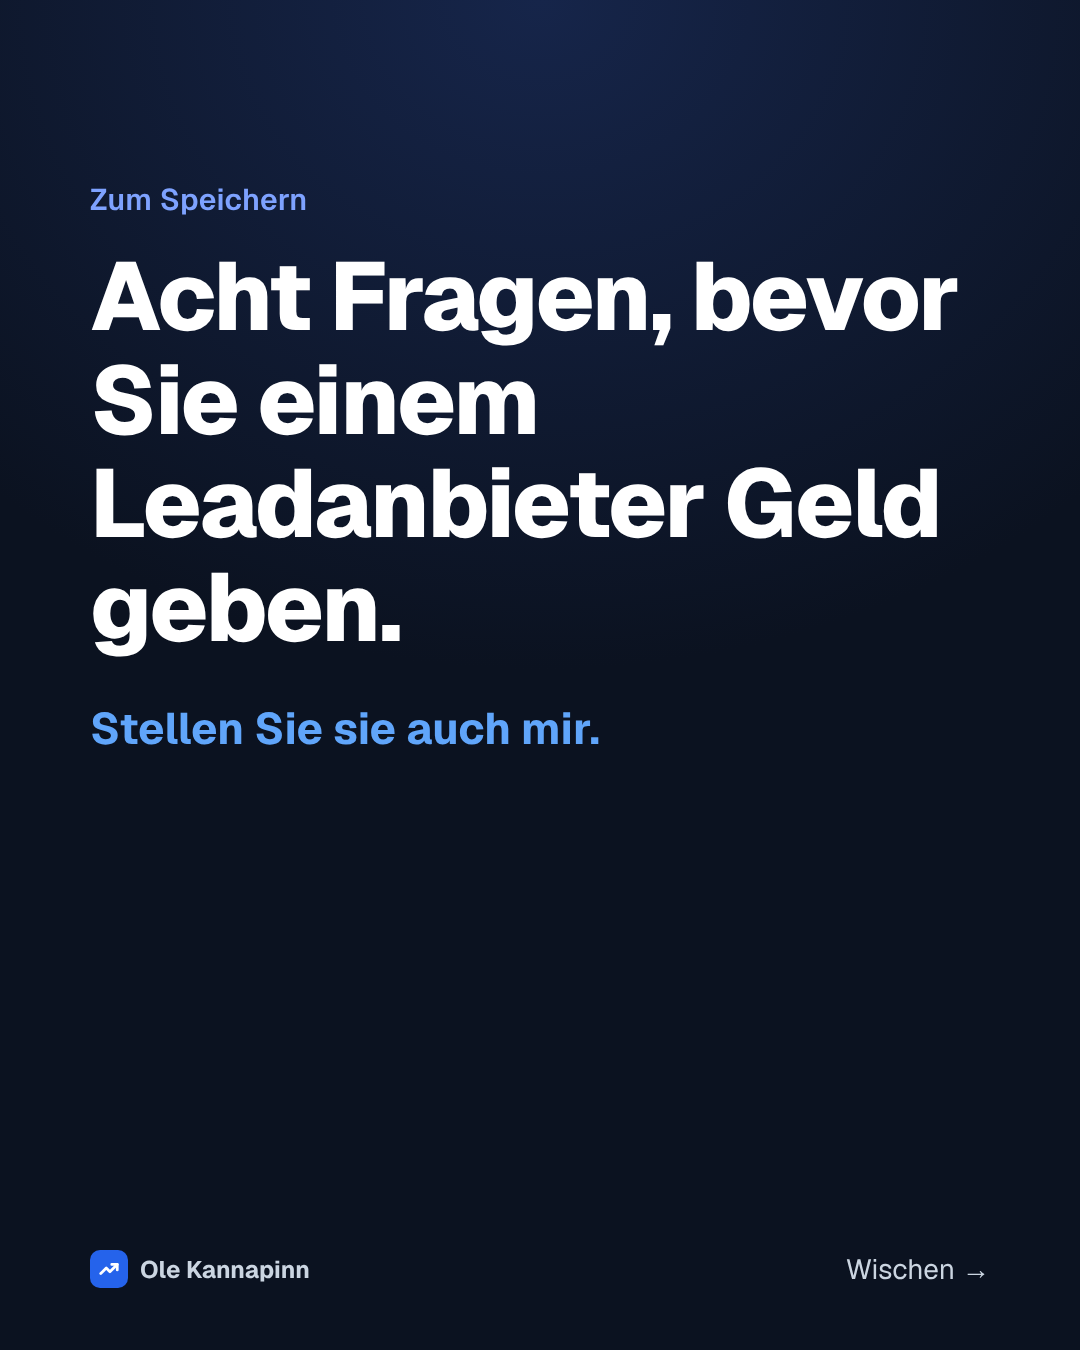 Zum Speichern
Acht Fragen, bevor
Sie einem
Leadanbieter Geld
geben.
Stellen Sie sie auch mir.
Ole Kannapinn
Wischen →